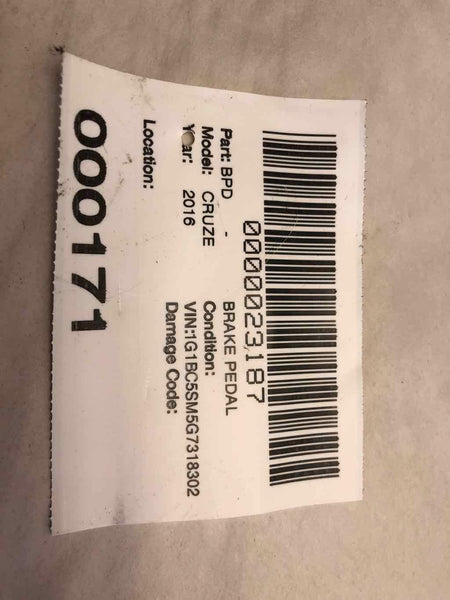 0000023187
Part: BPD - BRAKE PEDAL
Model: CRUZE Condition:
Year: 2016 VIN:1G1BC5SM5G7318302
Damage Code:
Location:
000171